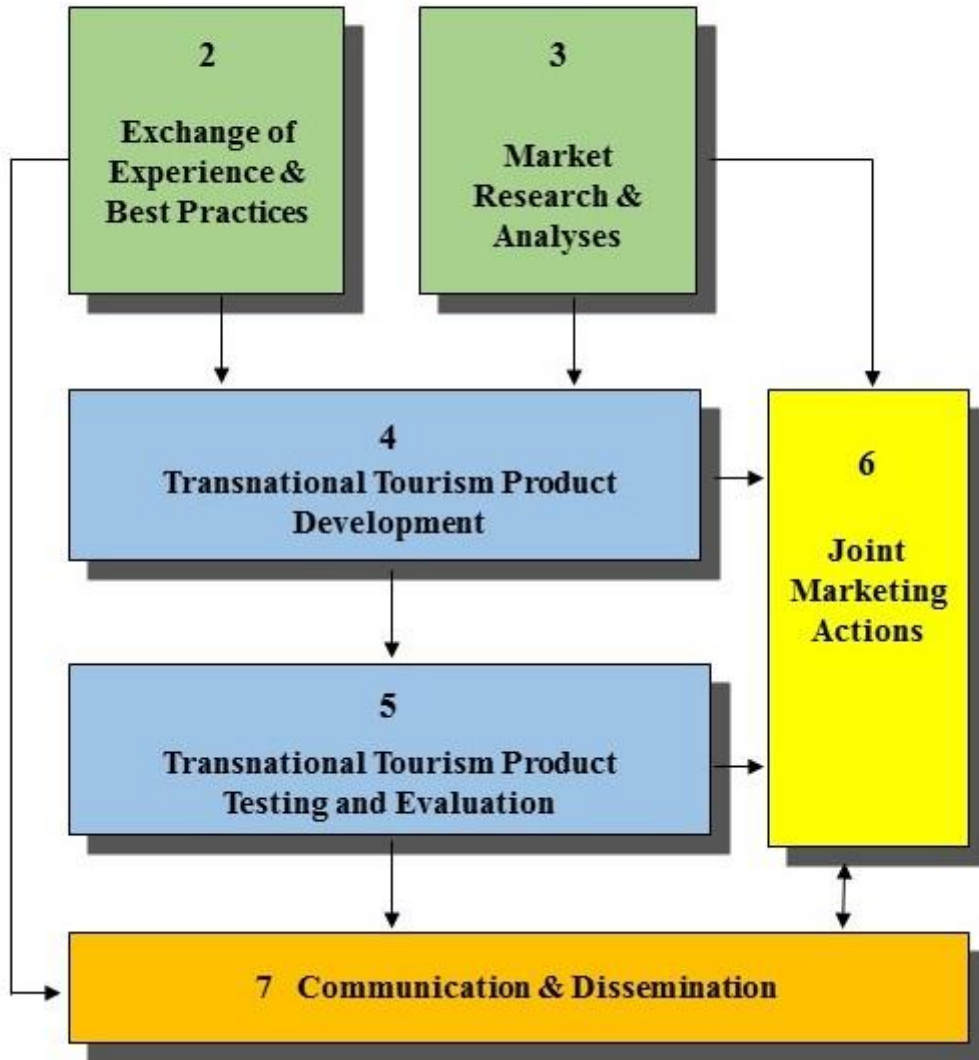 2
Exchange of
Experience &
Best Practices
3
Market
Research &
Analyses
4
Transnational Tourism Product
Development
6
Joint
Marketing
Actions
5
Transnational Tourism Product
Testing and Evaluation
7 Communication & Dissemination